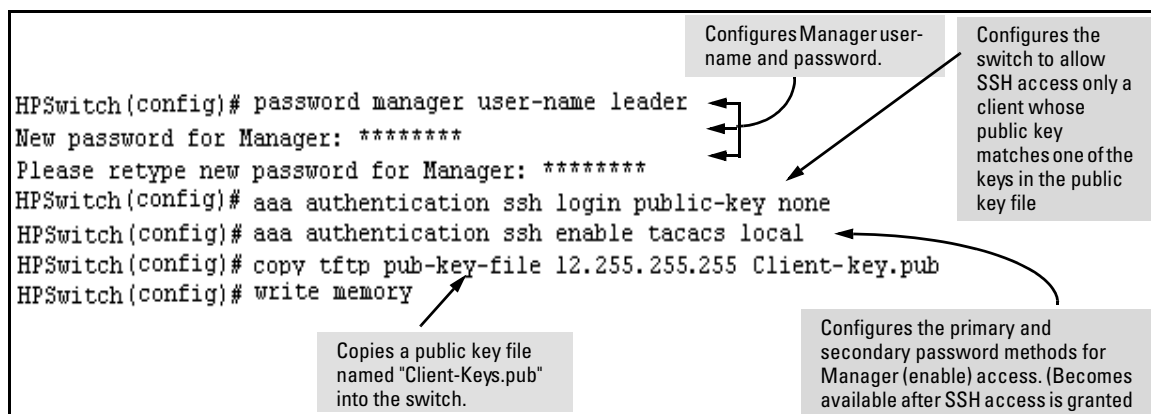 Configures Manager user-
name and password.
Configures the
switch to allow
SSH access only a
client whose
public key
matches one of the
keys in the public
key file
HPSwitch(config)# password manager user-name leader
New password for Manager: ********
Please retype new password for Manager: ********
HPSwitch(config)# aaa authentication ssh login public-key none
HPSwitch(config)# aaa authentication ssh enable tacacs local
HPSwitch(config)# copy tftp pub-key-file 12.255.255.255 Client-key.pub
HPSwitch(config)# write memory
Copies a public key file
named "Client-Keys.pub"
into the switch.
Configures the primary and
secondary password methods for
Manager (enable) access. (Becomes
available after SSH access is granted